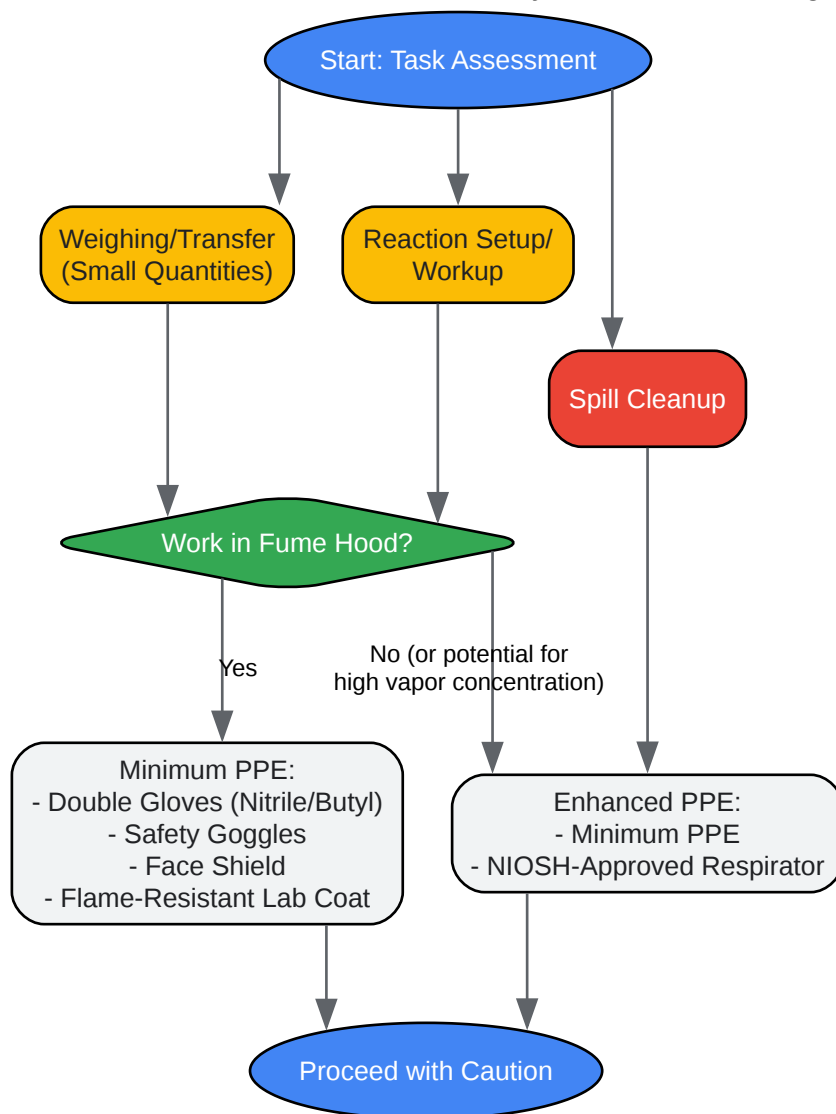 Start: Task Assessment
Weighing/Transfer
(Small Quantities)
Reaction Setup/
Workup
Spill Cleanup
Work in Fume Hood?
Yes
No (or potential for
high vapor concentration)
Minimum PPE:
- Double Gloves (Nitrile/Butyl)
- Safety Goggles
- Face Shield
- Flame-Resistant Lab Coat
Enhanced PPE:
- Minimum PPE
- NIOSH-Approved Respirator
Proceed with Caution